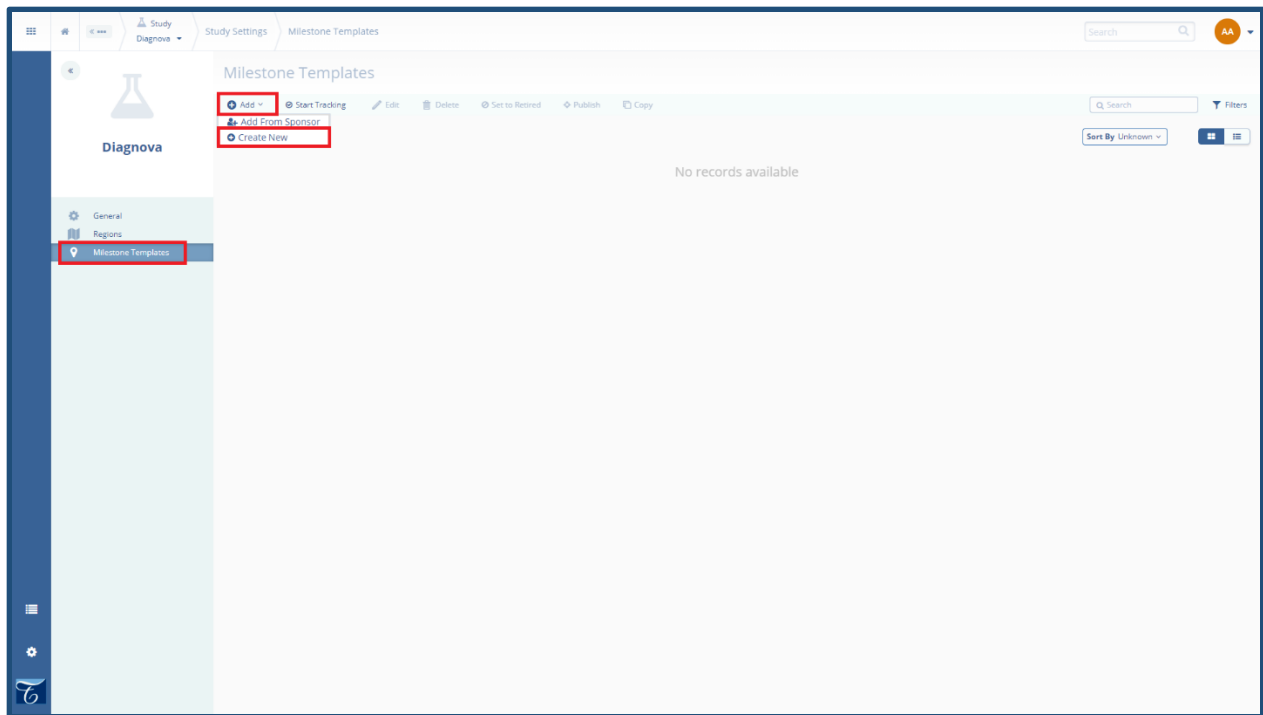 Study
Diagnova
Study Settings
Milestone Templates
Search
AA
Milestone Templates
Add
Start Tracking
Edit
Delete
Set to Retired
Publish
Copy
Search
Filters
Add From Sponsor
Create New
Sort By Unknown
Diagnova
No records available
General
Regions
Milestone Templates